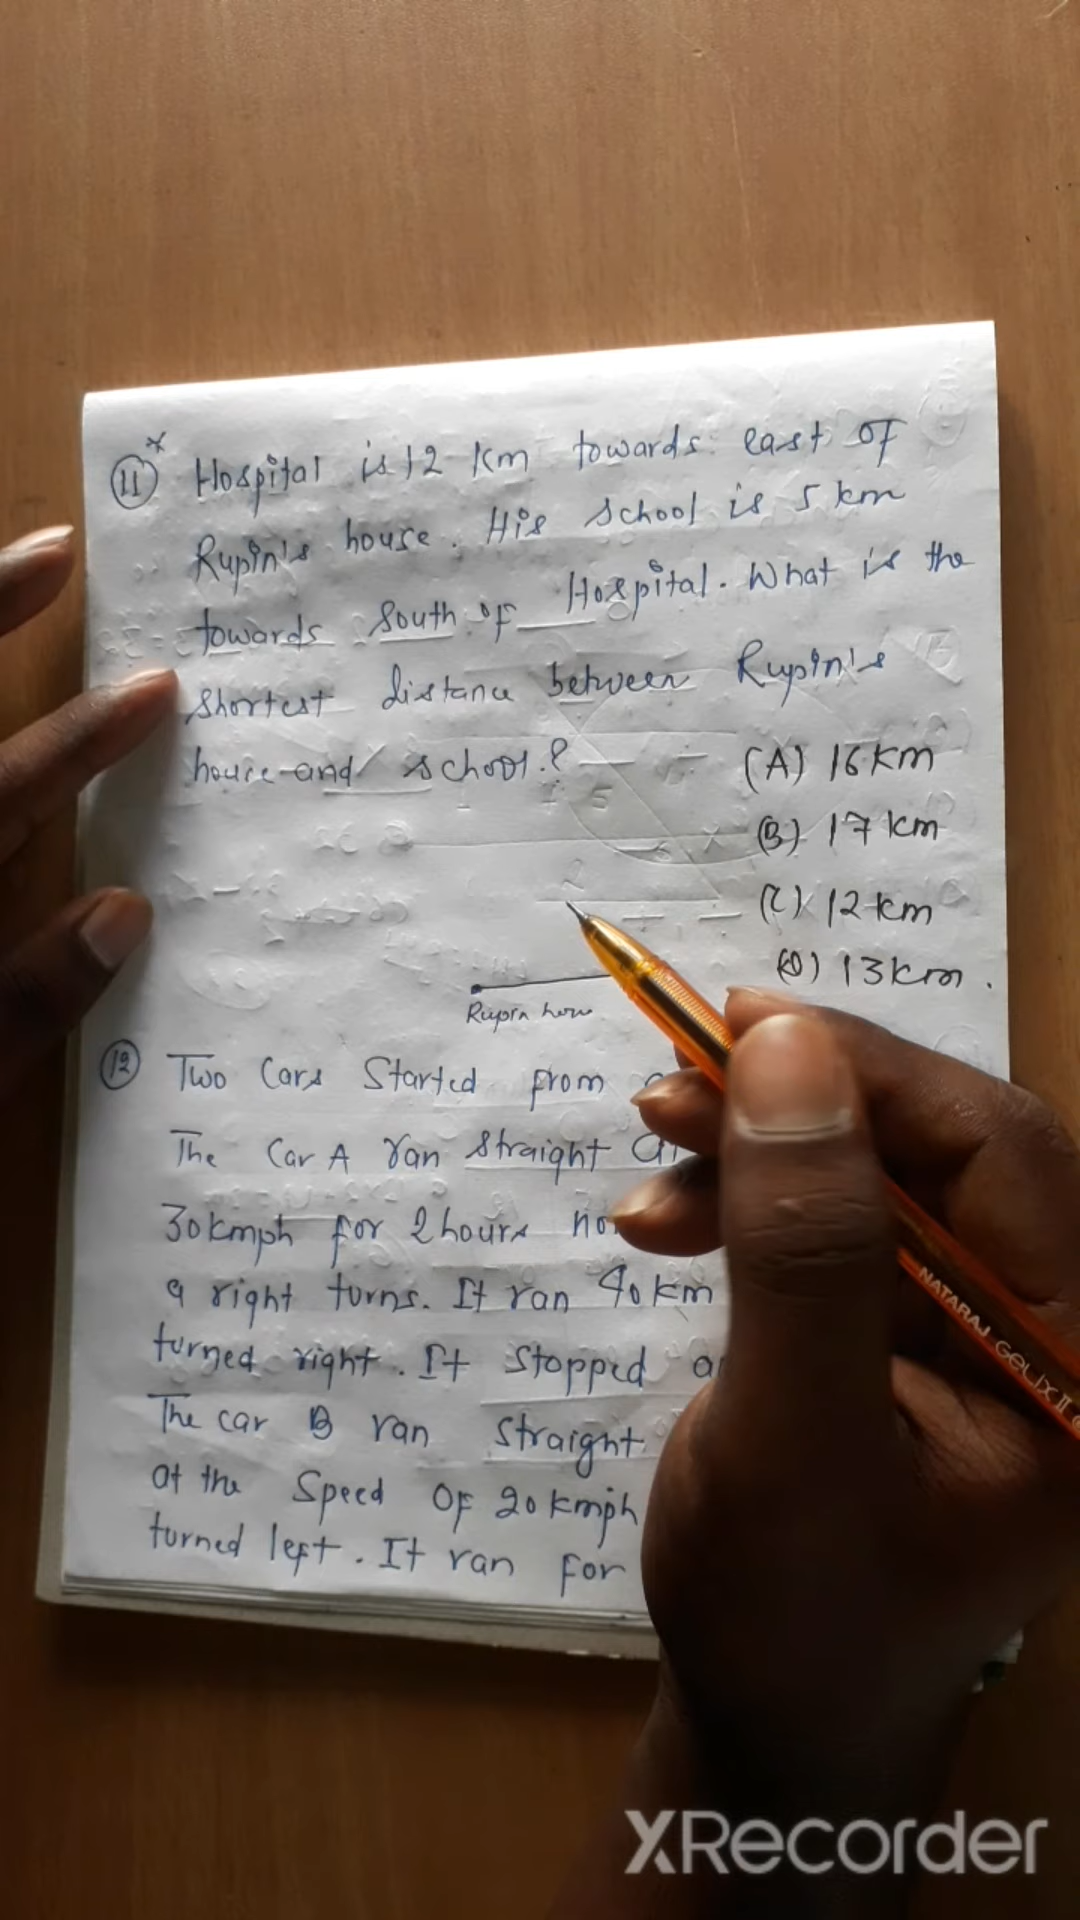 11 Hospital is 12 Km towards east of
Rupin's house. His school is 5 km
towards south of Hospital. What is the
shortest distance between Rupin's
house and school?
(A) 16 Km
(B) 17 km
(C) 12 km
(D) 13 km.
Rupin
12 Two Cars Started from
The Car A ran straight
30 kmph for 2 hours
a right turns. It ran 40 km
turned right. It stopped
The car B ran straight
at the speed of 20 kmph
turned left. It ran for
NATARAJ GELIX II
XRecorder